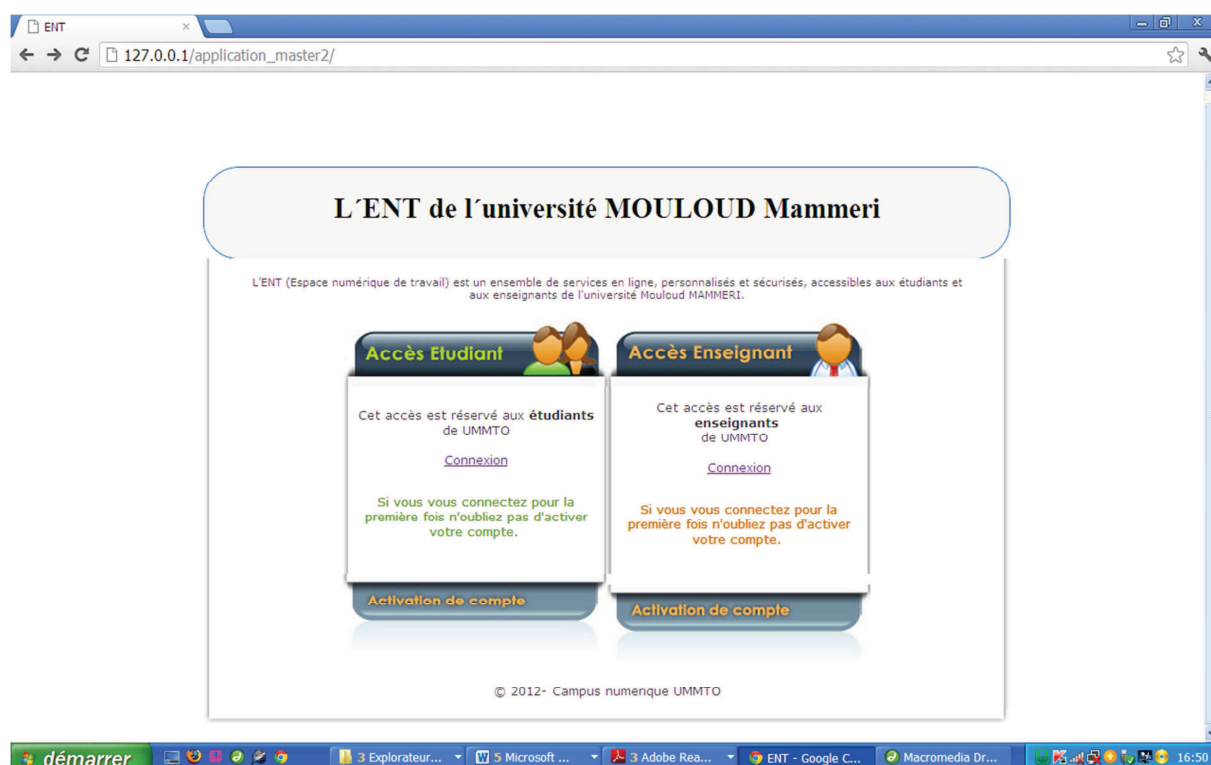 ENT
127.0.0.1/application_master2/
L´ENT de l´université MOULOUD Mammeri
L'ENT (Espace numérique de travail) est un ensemble de services en ligne, personnalisés et sécurisés, accessibles aux étudiants et
aux enseignants de l'université Mouloud MAMMERI.
Accès Etudiant
Cet accès est réservé aux étudiants
de UMMTO
Connexion
Si vous vous connectez pour la
première fois n'oubliez pas d'activer
votre compte.
Activation de compte
Accès Enseignant
Cet accès est réservé aux
enseignants
de UMMTO
Connexion
Si vous vous connectez pour la
première fois n'oubliez pas d'activer
votre compte.
Activation de compte
© 2012- Campus numerique UMMTO
démarrer
3 Explorateur...
5 Microsoft ...
3 Adobe Rea...
ENT - Google C...
Macromedia Dr...
16:50